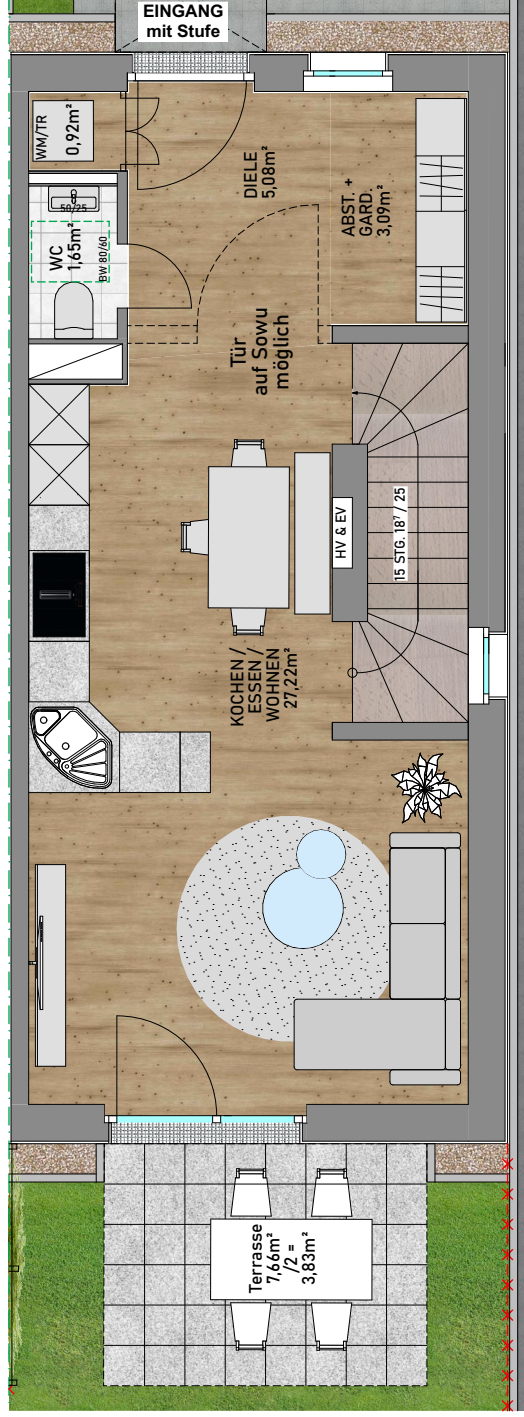 EINGANG
mit Stufe
WM/TR
0,92m²
DIELE
5,08m²
ABST. +
GARD.
3,09m²
50/25
WC
1,65m²
BW 80/60
Tür
auf Sowu
möglich
HV & EV
15 STG. 18⁷ / 25
KOCHEN /
ESSEN /
WOHNEN
27,22m²
Terrasse
7,66m²
/2 =
3,83m²